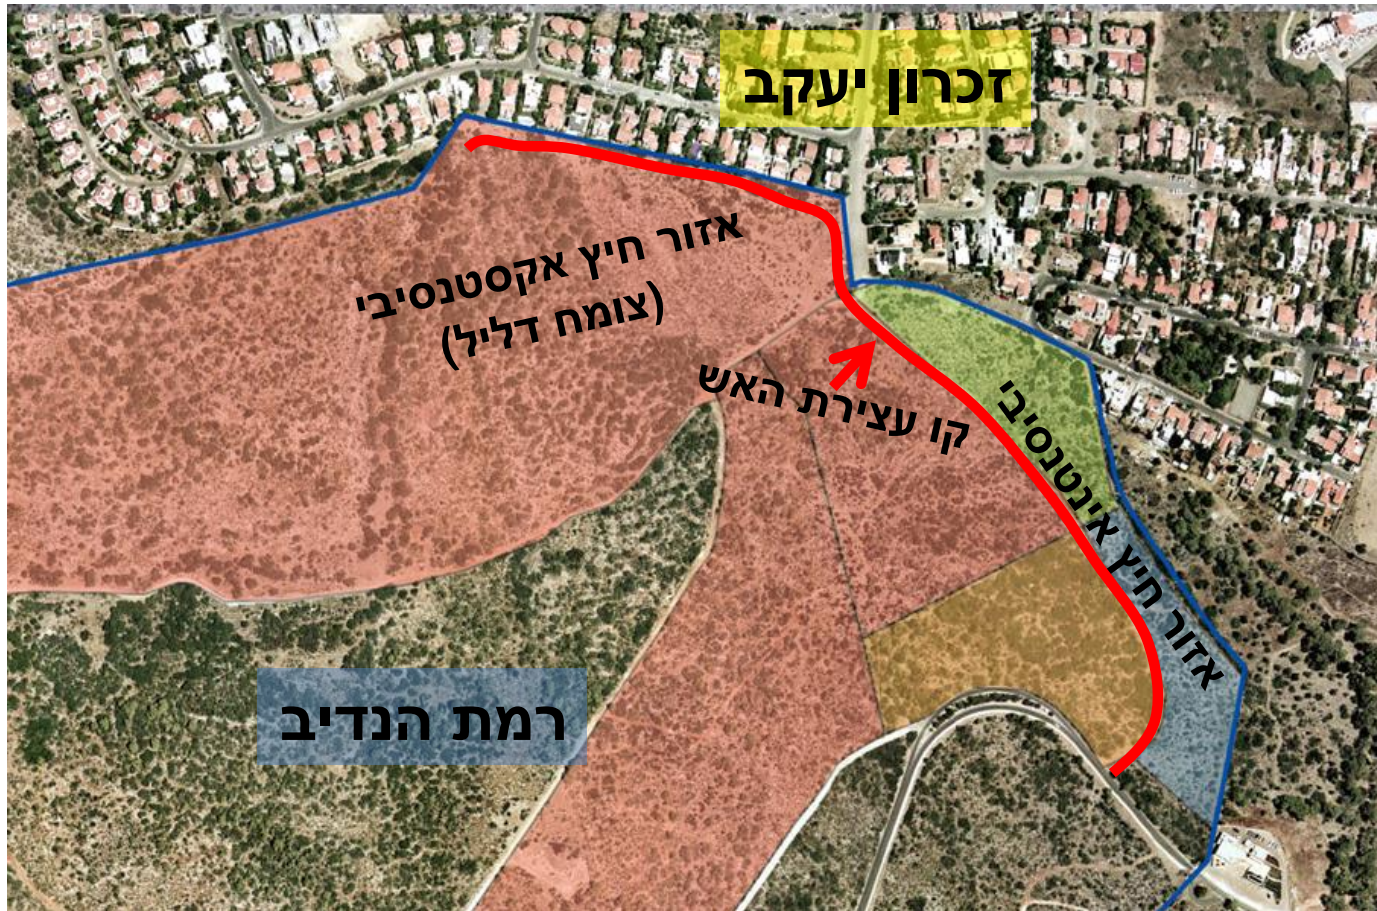 זכרון יעקב
אזור חיץ אקסטנסיבי
(צומח דליל)
קו עצירת האש
אזור חיץ אינטנסיבי
רמת הנדיב